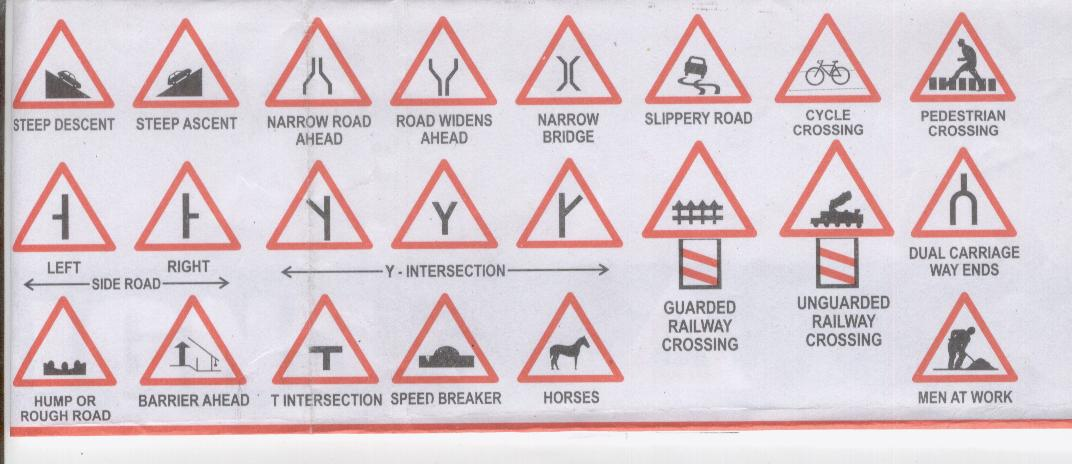 STEEP DESCENT
STEEP ASCENT
NARROW ROAD
AHEAD
ROAD WIDENS
AHEAD
NARROW
BRIDGE
SLIPPERY ROAD
CYCLE
CROSSING
PEDESTRIAN
CROSSING
LEFT
RIGHT
SIDE ROAD
Y - INTERSECTION
GUARDED
RAILWAY
CROSSING
UNGUARDED
RAILWAY
CROSSING
DUAL CARRIAGE
WAY ENDS
HUMP OR
ROUGH ROAD
BARRIER AHEAD
T INTERSECTION
SPEED BREAKER
HORSES
MEN AT WORK